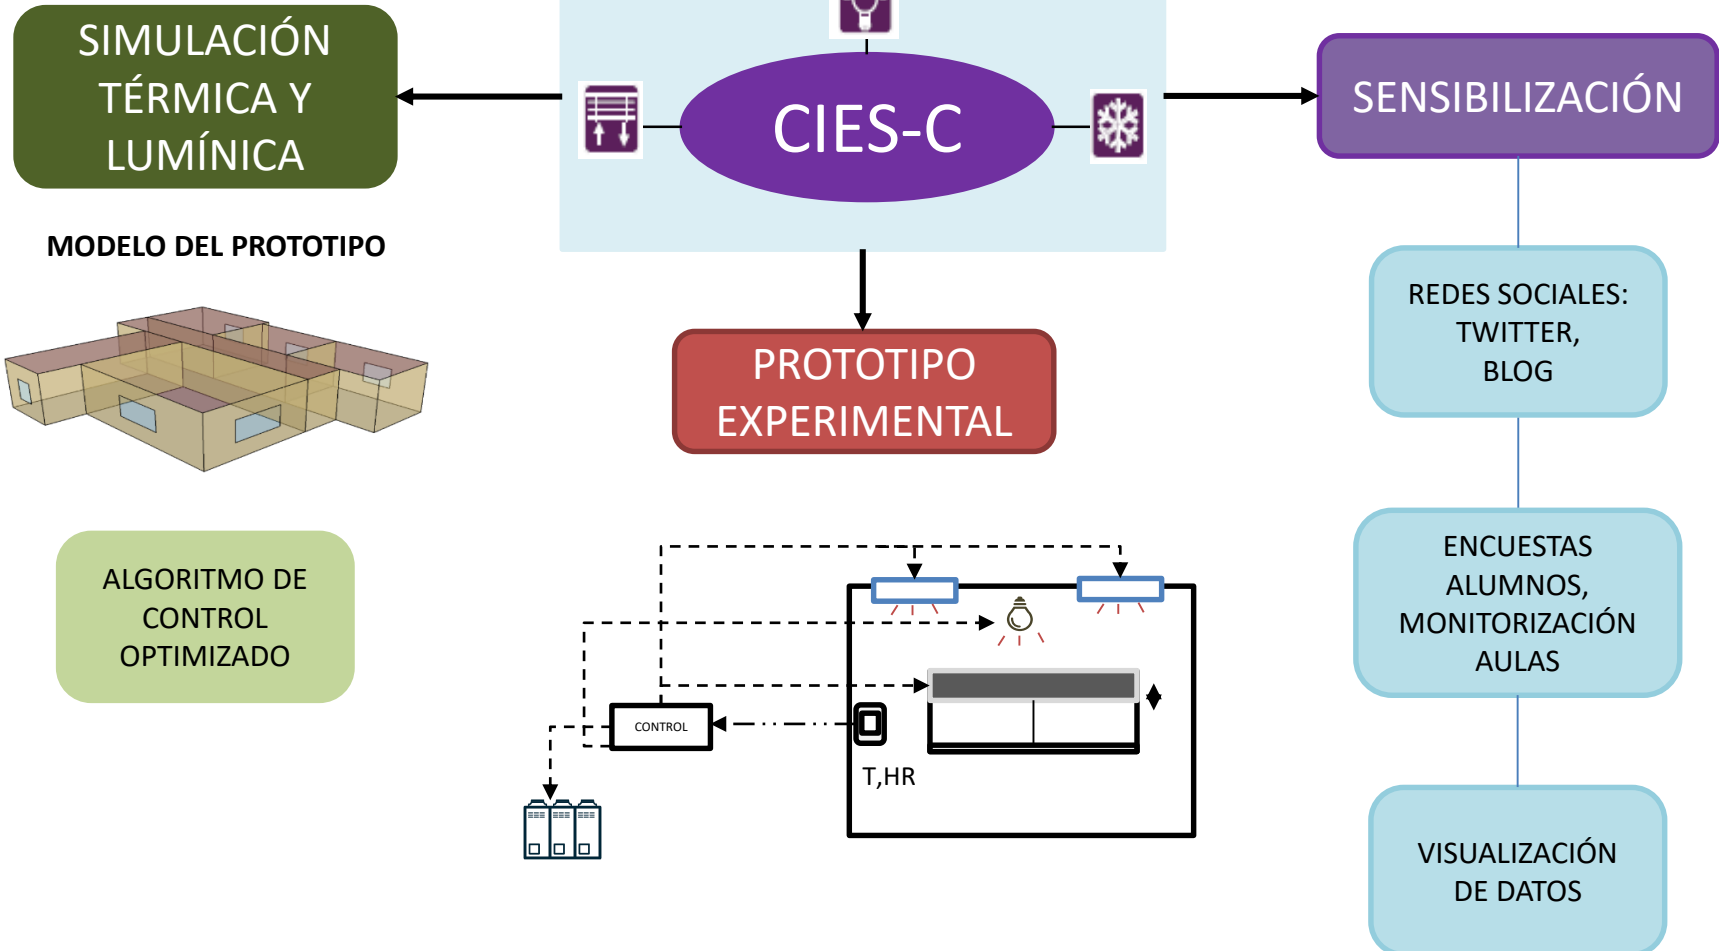 SIMULACIÓN
TÉRMICA Y
LUMÍNICA
CIES-C
SENSIBILIZACIÓN
MODELO DEL PROTOTIPO
PROTOTIPO
EXPERIMENTAL
REDES SOCIALES:
TWITTER,
BLOG
ALGORITMO DE
CONTROL
OPTIMIZADO
CONTROL
T,HR
ENCUESTAS
ALUMNOS,
MONITORIZACIÓN
AULAS
VISUALIZACIÓN
DE DATOS